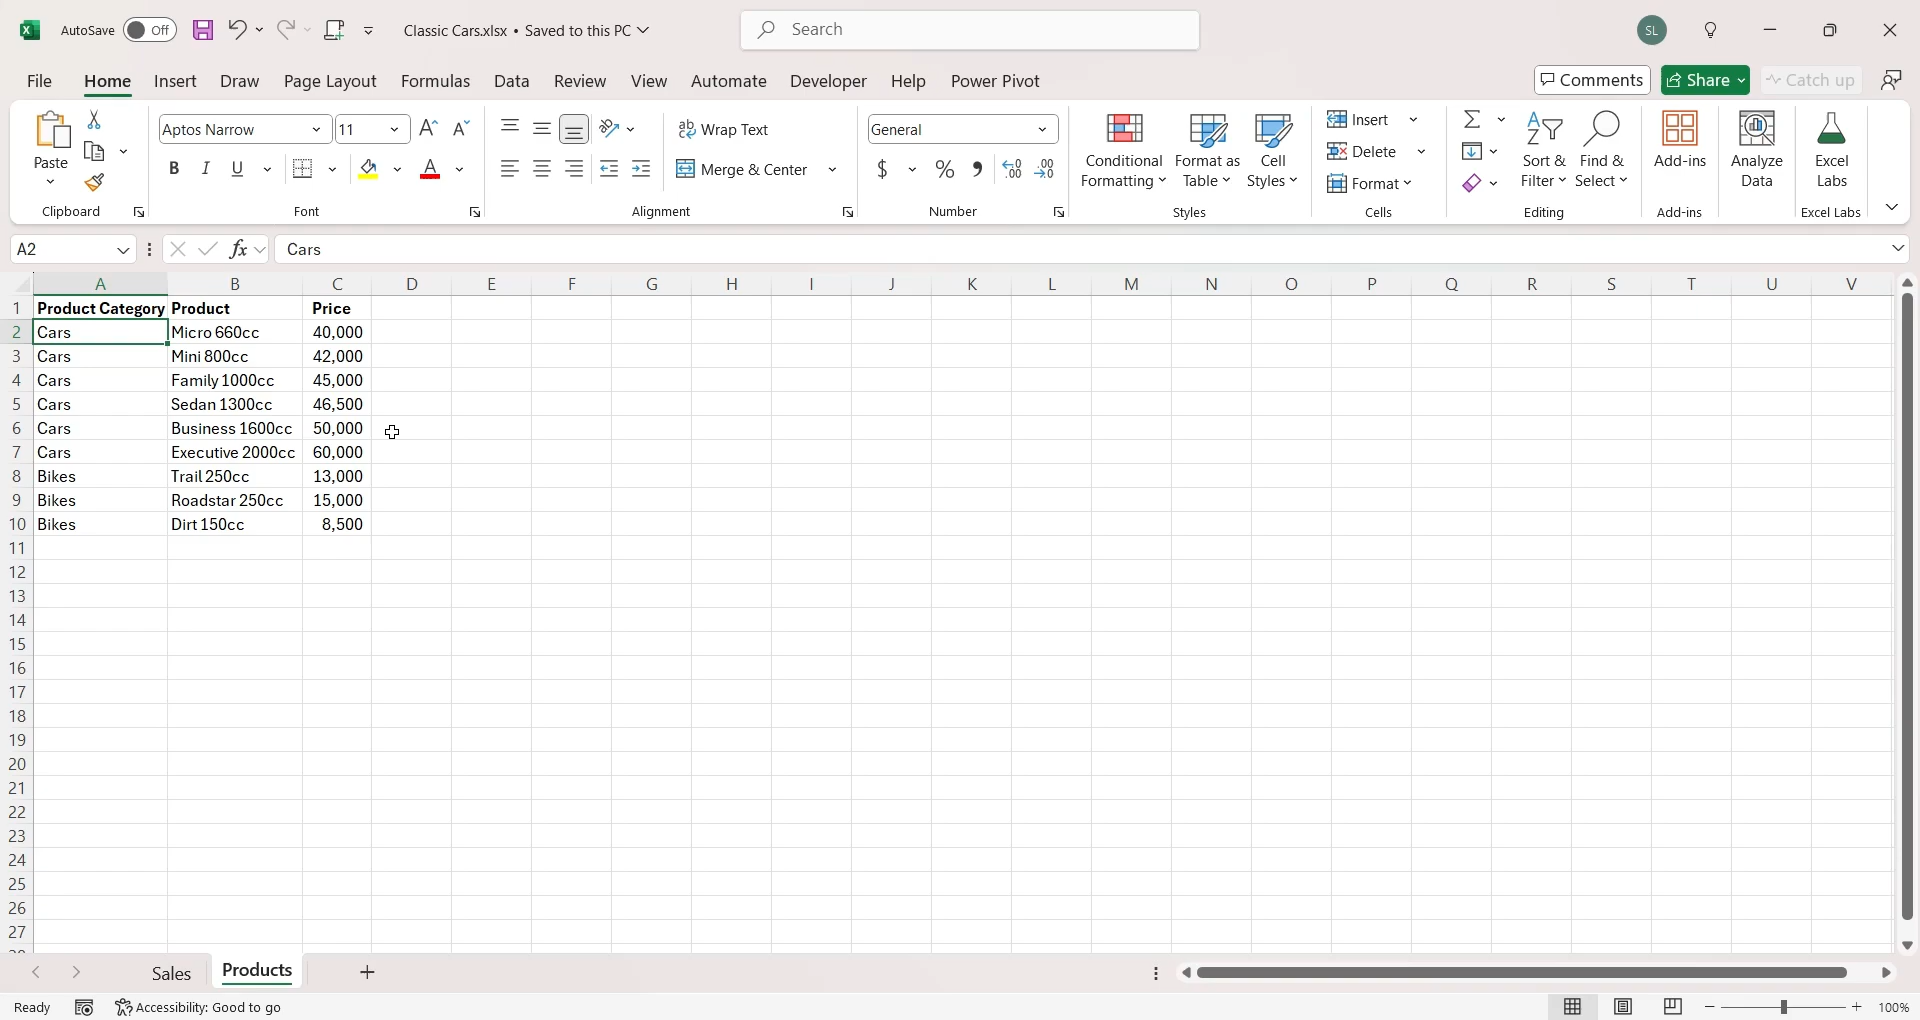 AutoSave Off Classic Cars.xlsx • Saved to this PC Search SL
File Home Insert Draw Page Layout Formulas Data Review View Automate Developer Help Power Pivot Comments Share Catch up
Paste Aptos Narrow 11 Wrap Text General Conditional Formatting Format as Table Cell Styles Insert Sort & Filter Find & Select Add-ins Analyze Data Excel Labs
B I U Merge & Center $ % Delete
Format
Clipboard Font Alignment Number Styles Cells Editing Add-ins Excel Labs
A2 fx Cars
A B C D E F G H I J K L M N O P Q R S T U V
1 Product Category Product Price
2 Cars Micro 660cc 40,000
3 Cars Mini 800cc 42,000
4 Cars Family 1000cc 45,000
5 Cars Sedan 1300cc 46,500
6 Cars Business 1600cc 50,000
7 Cars Executive 2000cc 60,000
8 Bikes Trail 250cc 13,000
9 Bikes Roadstar 250cc 15,000
10 Bikes Dirt 150cc 8,500
11
12
13
14
15
16
17
18
19
20
21
22
23
24
25
26
27
Sales Products
Ready Accessibility: Good to go 100%